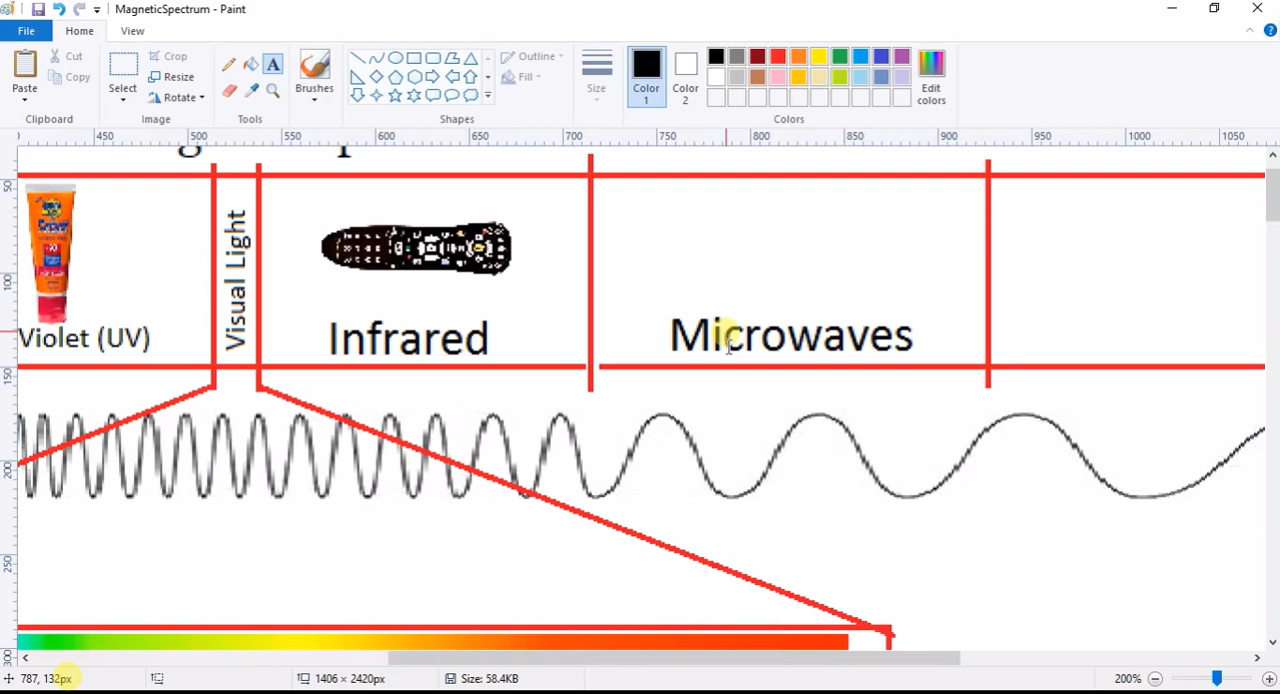 MagneticSpectrum - Paint
File Home View
Paste
Cut
Copy
Clipboard
Select
Crop
Resize
Rotate
Image
A
Tools
Brushes
Shapes
Outline
Fill
Size
Color 1
Color 2
Edit colors
Colors
450 500 550 600 650 700 750 800 850 900 950 1000 1050
50
100
150
200
250
300
Visual Light
Violet (UV)
Infrared
Microwaves
787, 132px
1406 × 2420px
Size: 58.4KB
200%